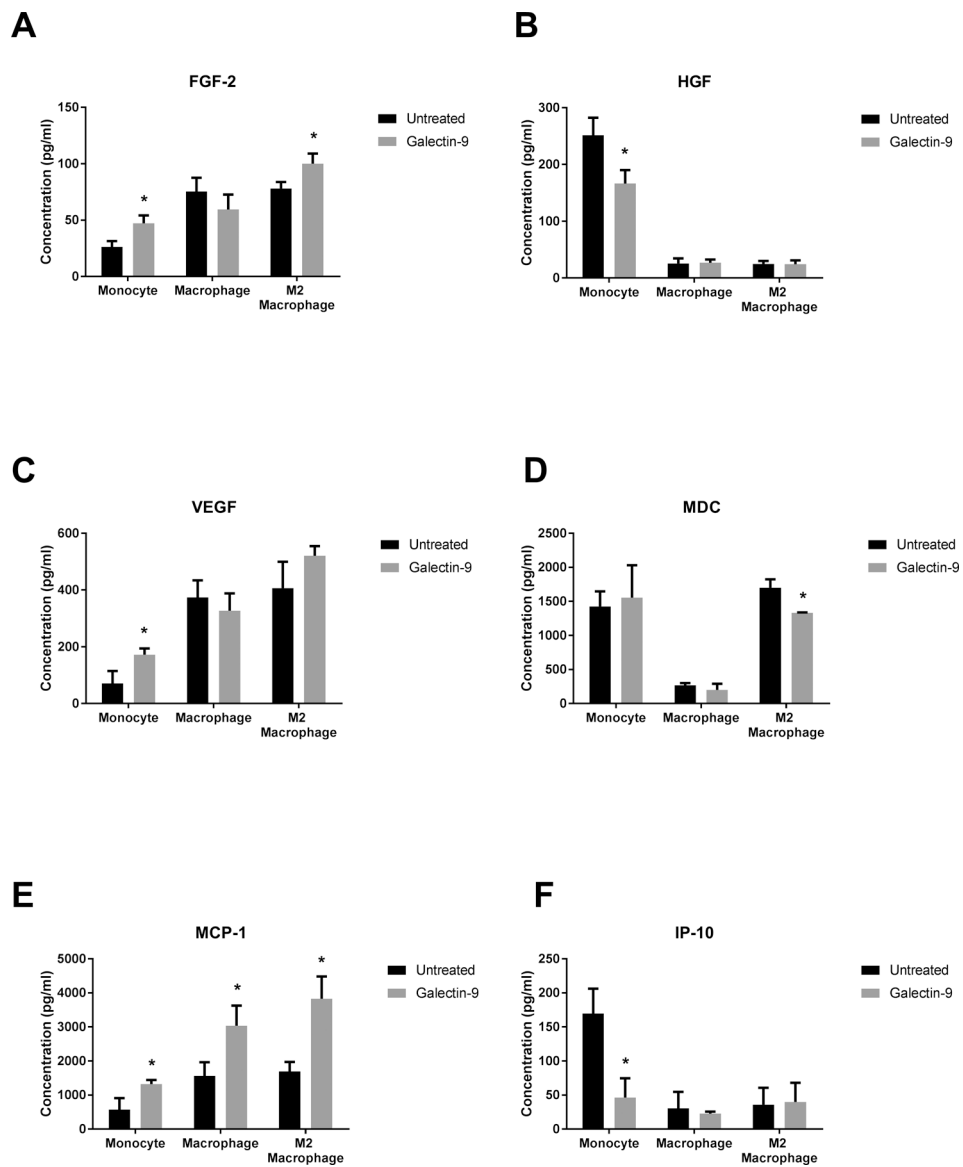 A
FGF-2
Concentration (pg/ml)
150
100
50
0
*
*
Monocyte
Macrophage
M2
Macrophage
Untreated
Galectin-9
B
HGF
Concentration (pg/ml)
300
200
100
0
*
Monocyte
Macrophage
M2
Macrophage
Untreated
Galectin-9
C
VEGF
Concentration (pg/ml)
600
400
200
0
*
Monocyte
Macrophage
M2
Macrophage
Untreated
Galectin-9
D
MDC
Concentration (pg/ml)
2500
2000
1500
1000
500
0
*
Monocyte
Macrophage
M2
Macrophage
Untreated
Galectin-9
E
MCP-1
Concentration (pg/ml)
5000
4000
3000
2000
1000
0
*
*
*
Monocyte
Macrophage
M2
Macrophage
Untreated
Galectin-9
F
IP-10
Concentration (pg/ml)
250
200
150
100
50
0
*
Monocyte
Macrophage
M2
Macrophage
Untreated
Galectin-9